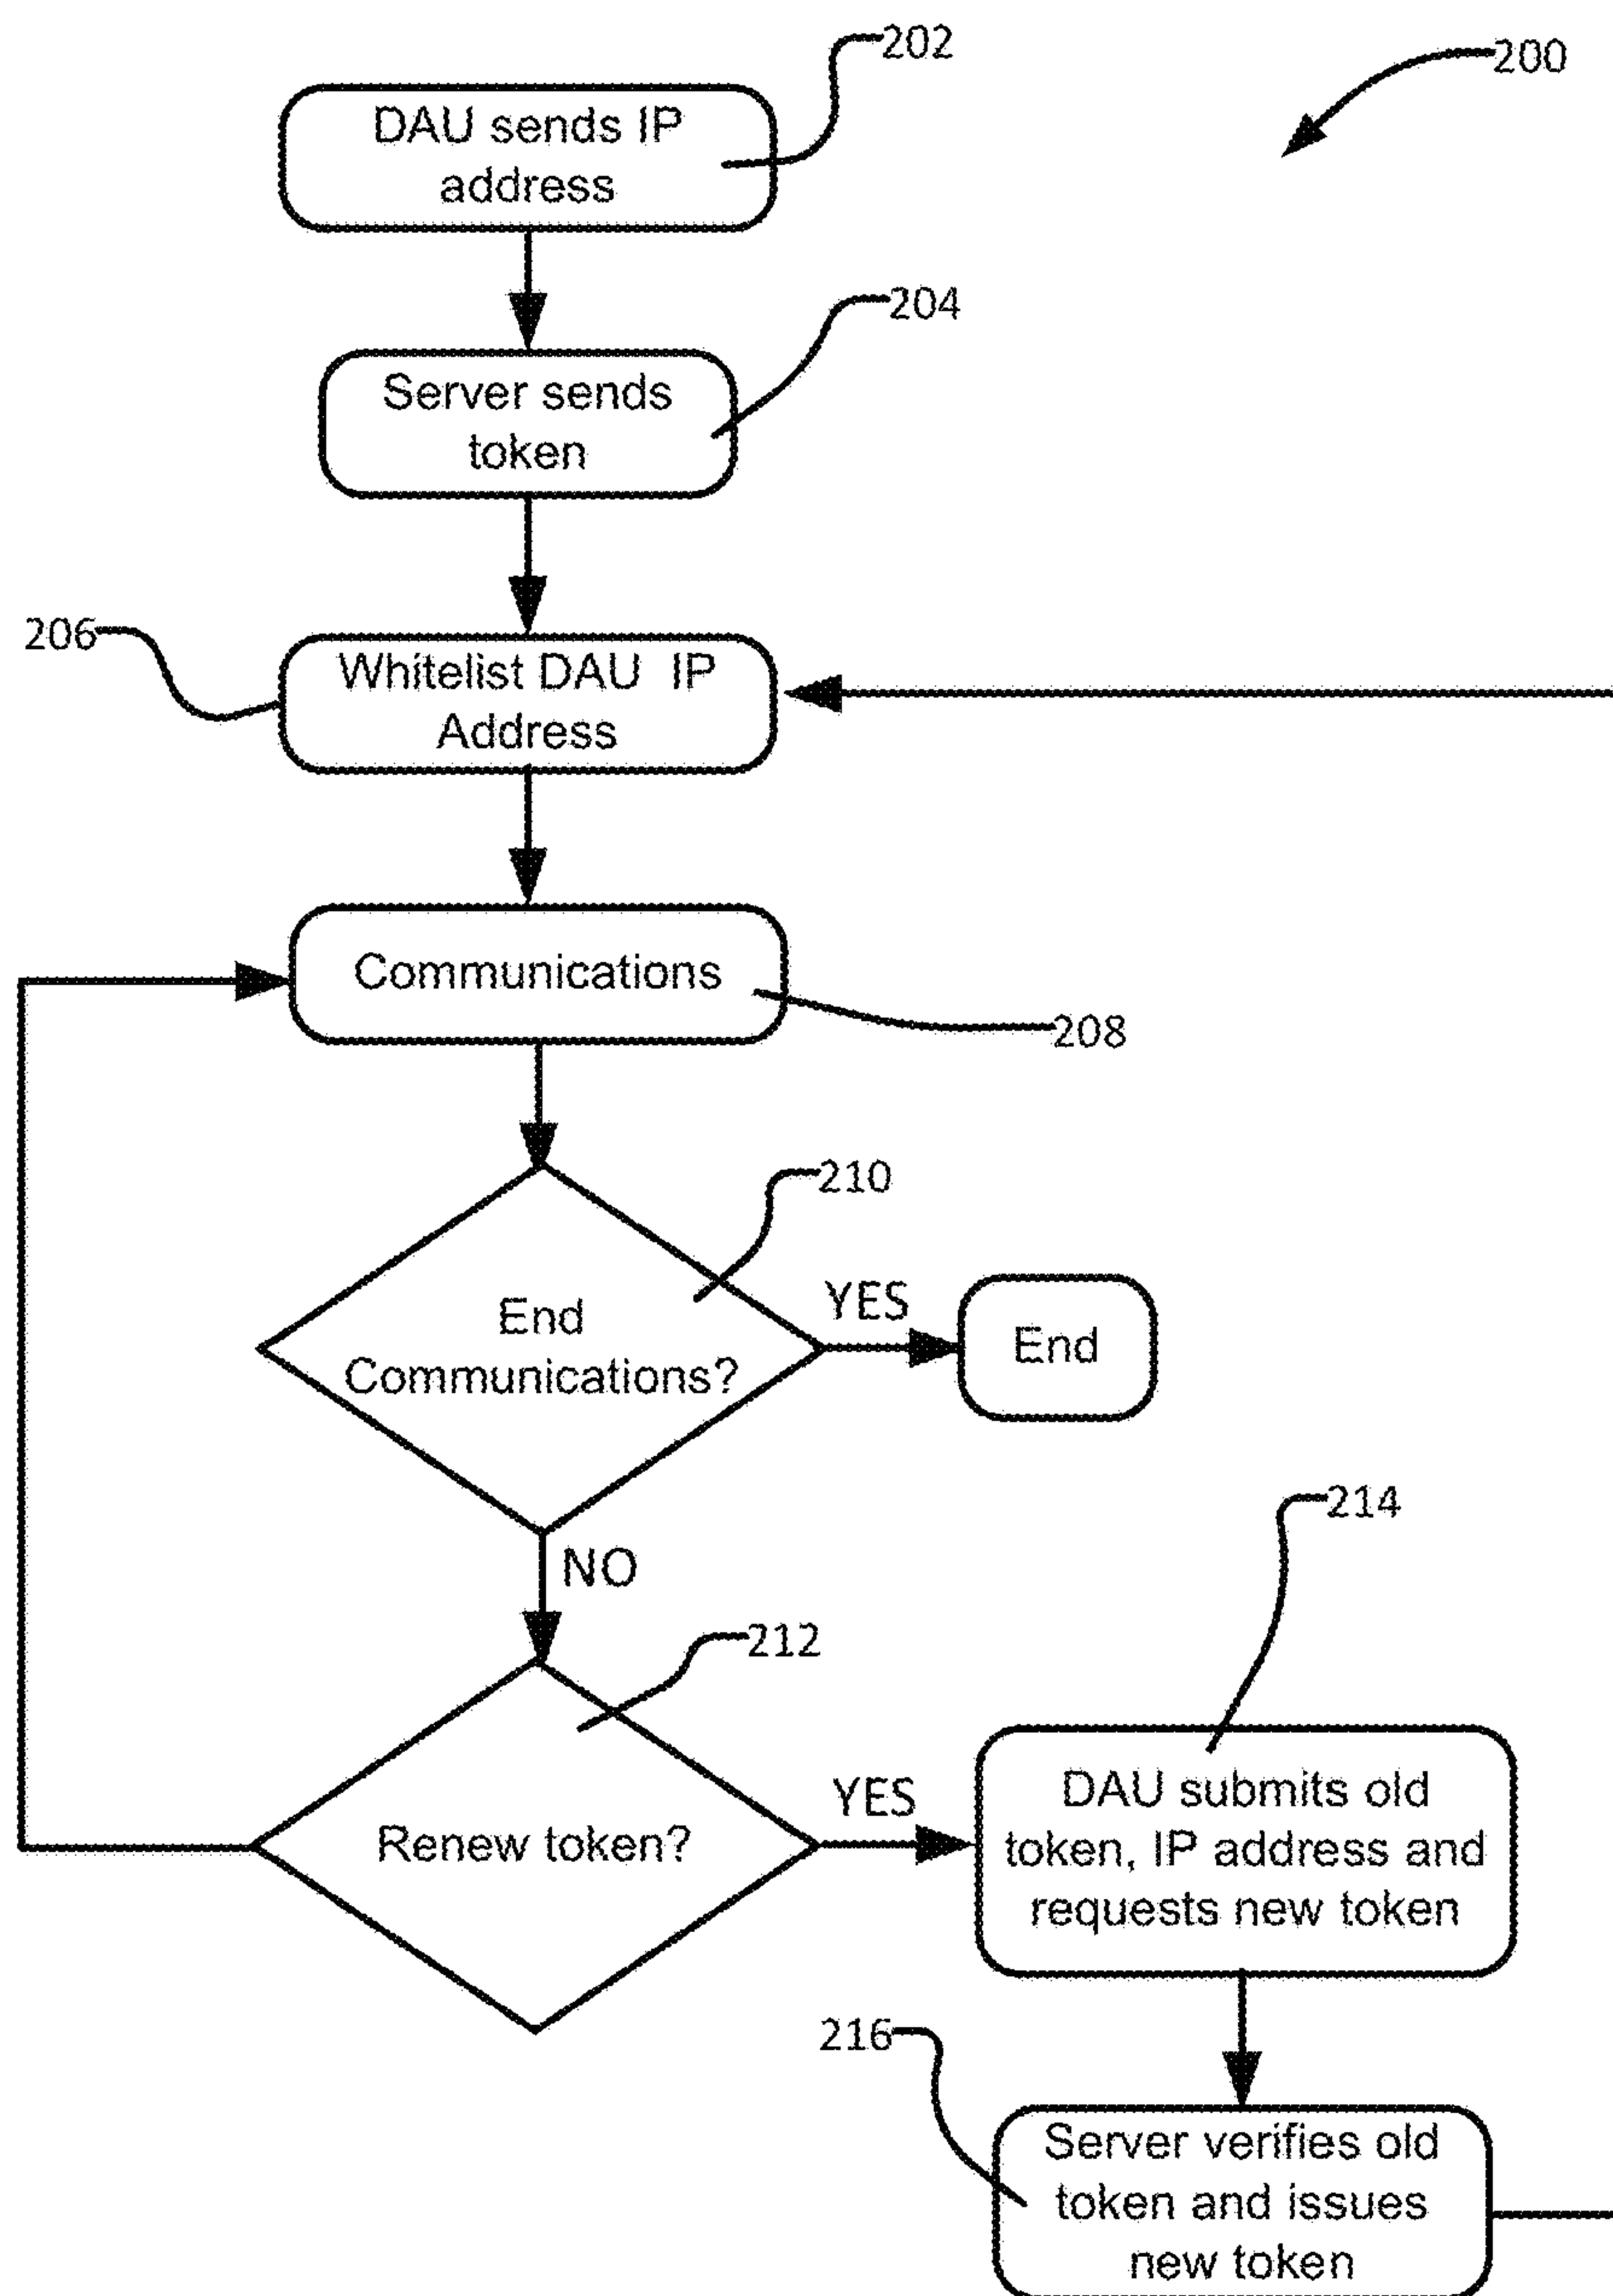 202
200
DAU sends IP
address
204
Server sends
token
206
Whitelist DAU IP
Address
Communications
208
210
End
Communications?
YES
End
NO
214
212
Renew token?
YES
DAU submits old
token, IP address and
requests new token
216
Server verifies old
token and issues
new token